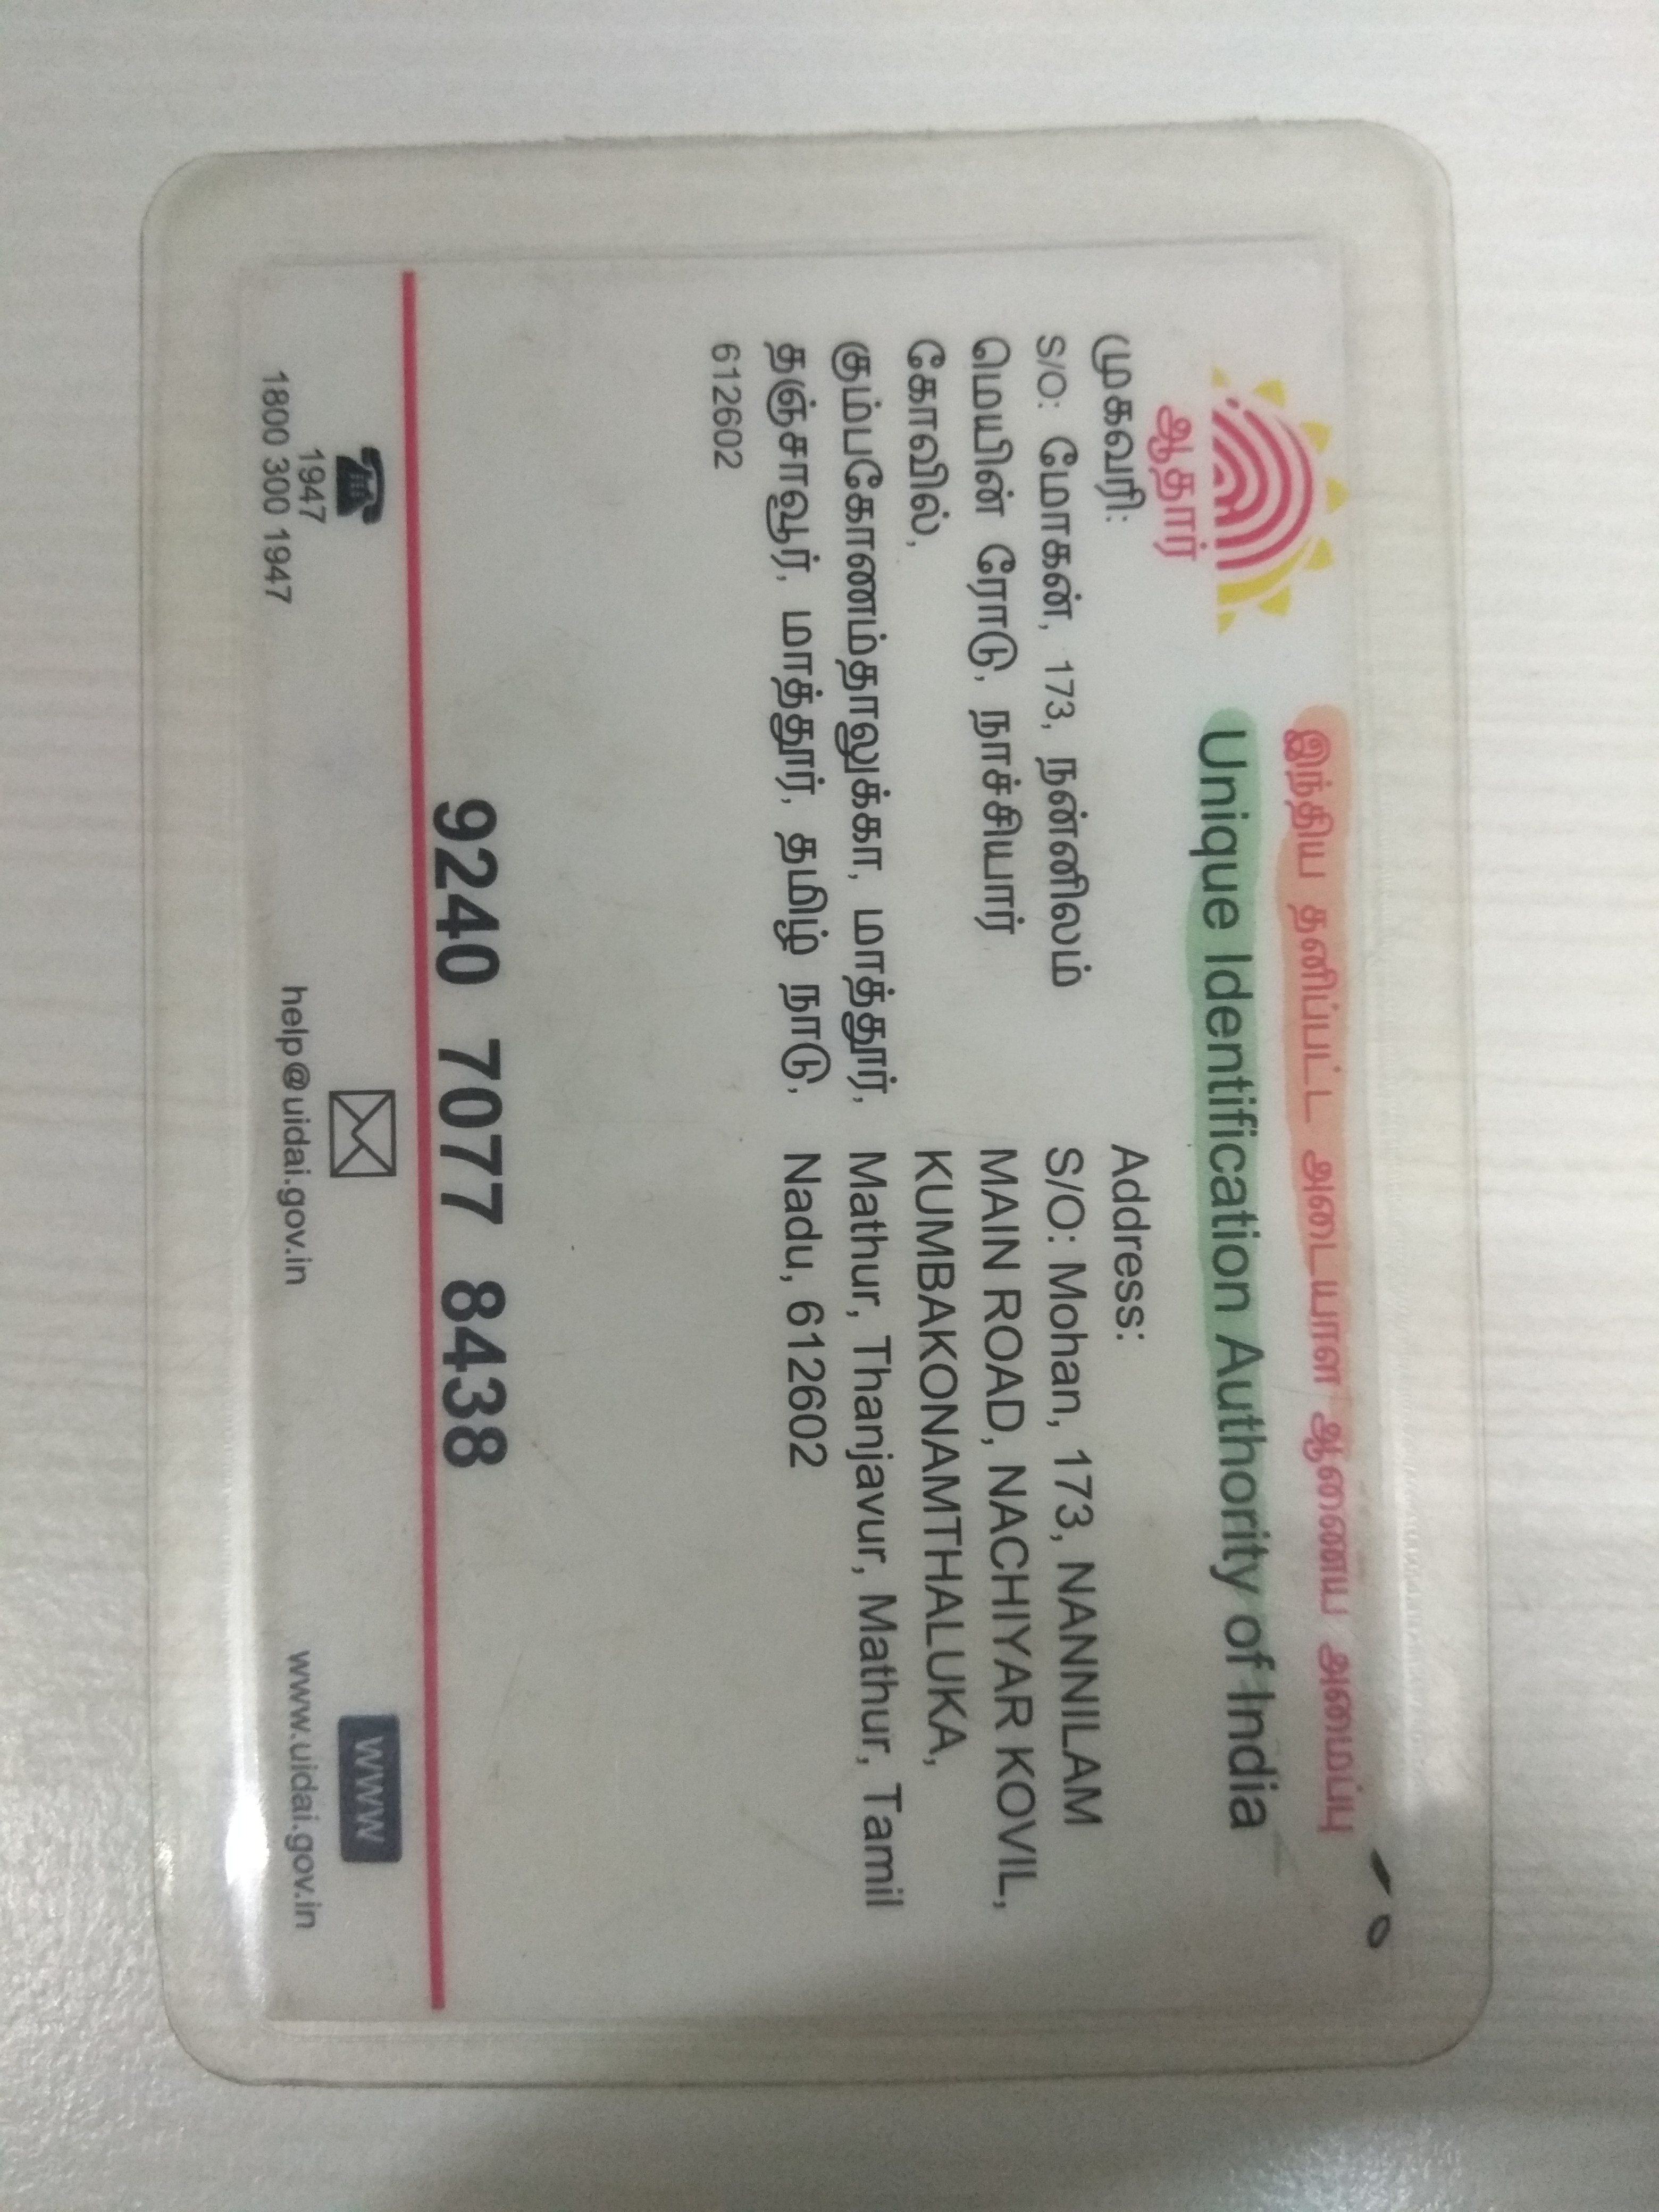 இந்திய தனிப்பட்ட அடையாள ஆணைய அமைப்பு
Unique Identification Authority of India
ஆதார்
முகவரி:
S/O: மோகன், 173, நன்னிலம்
மெயின் ரோடு, நாச்சியார்
கோவில்,
கும்பகோணம்தாலுக்கா, மாத்தூர்,
தஞ்சாவூர், மாத்தூர், தமிழ் நாடு,
612602
Address:
S/O: Mohan, 173, NANNILAM
MAIN ROAD, NACHIYAR KOVIL,
KUMBAKONAMTHALUKA,
Mathur, Thanjavur, Mathur, Tamil
Nadu, 612602
9240 7077 8438
1947
1800 300 1947
help@uidai.gov.in
WWW
www.uidai.gov.in